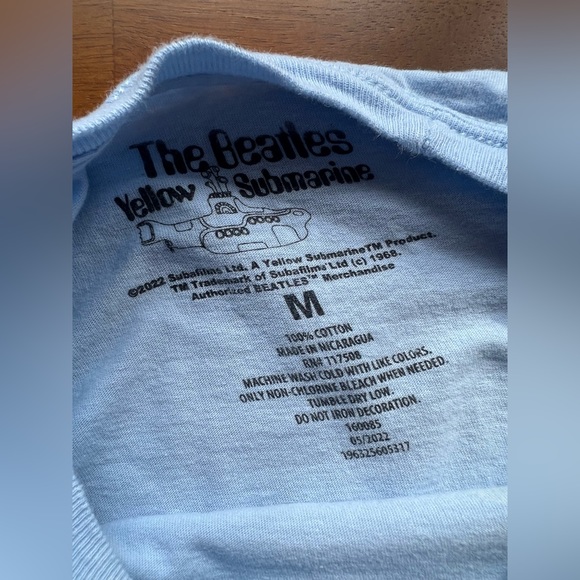 The Beatles
Yellow Submarine
©2022 Subafilms Ltd. A Yellow Submarine™ Product.
TM Trademark of Subafilms Ltd (c) 1968.
Authorized BEATLES™ Merchandise
M
100% COTTON
MADE IN NICARAGUA
RN# 117508
MACHINE WASH COLD WITH LIKE COLORS.
ONLY NON-CHLORINE BLEACH WHEN NEEDED.
TUMBLE DRY LOW.
DO NOT IRON DECORATION.
160085
05/2022
196325605317